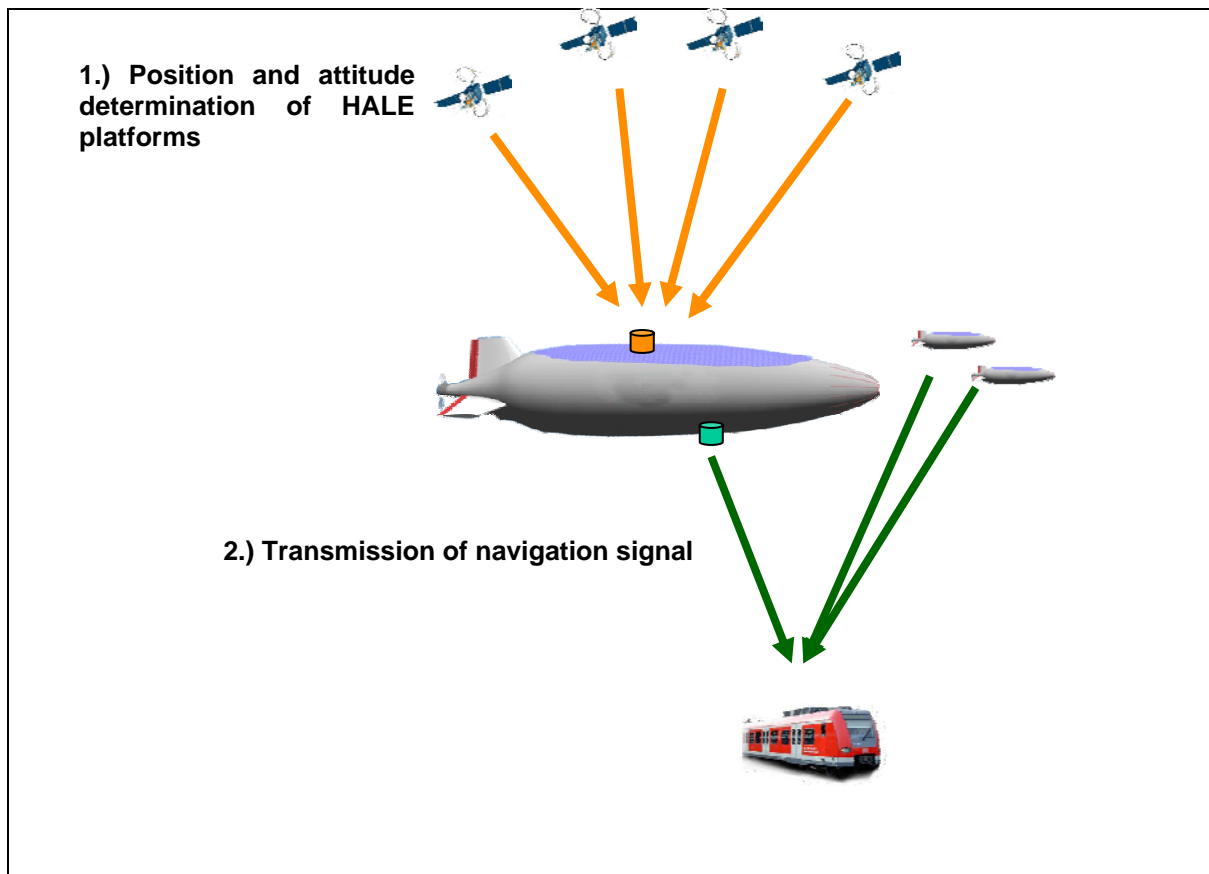 1.) Position and attitude
determination of HALE
platforms
2.) Transmission of navigation signal